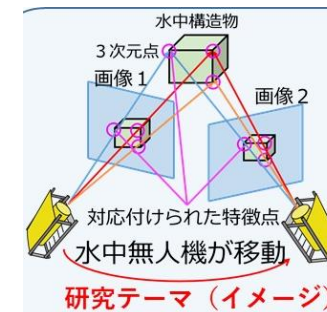 水中構造物
３次元点
画像１
画像２
対応付けられた特徴点
水中無人機が移動
研究テーマ（イメージ）